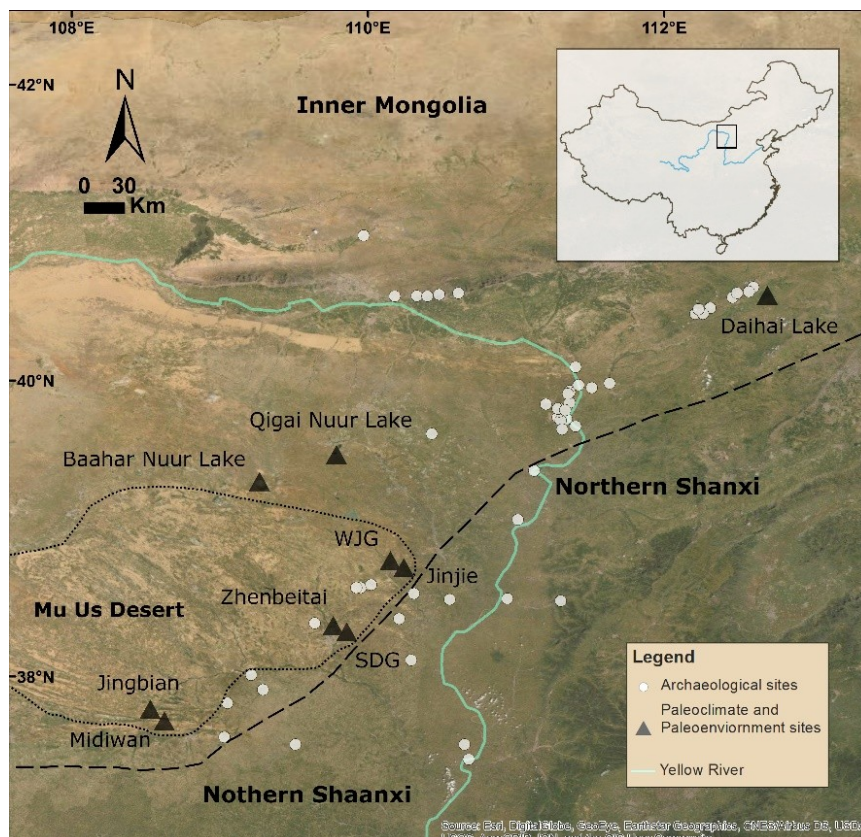 108°E 110°E 112°E
42°N
N
Inner Mongolia
0 30
Km
Daihai Lake
40°N
Qigai Nuur Lake
Baahar Nuur Lake
Northern Shanxi
WJG
Jinjie
Zhenbeitai
Mu Us Desert
SDG
38°N
Jingbian
Midiwan
Nothern Shaanxi
Legend
Archaeological sites
Paleoclimate and
Paleoenviornment sites
Yellow River
Source: Esri, DigitalGlobe, GeoEye, Earthstar Geographics, CNES/Airbus DS, USDA,